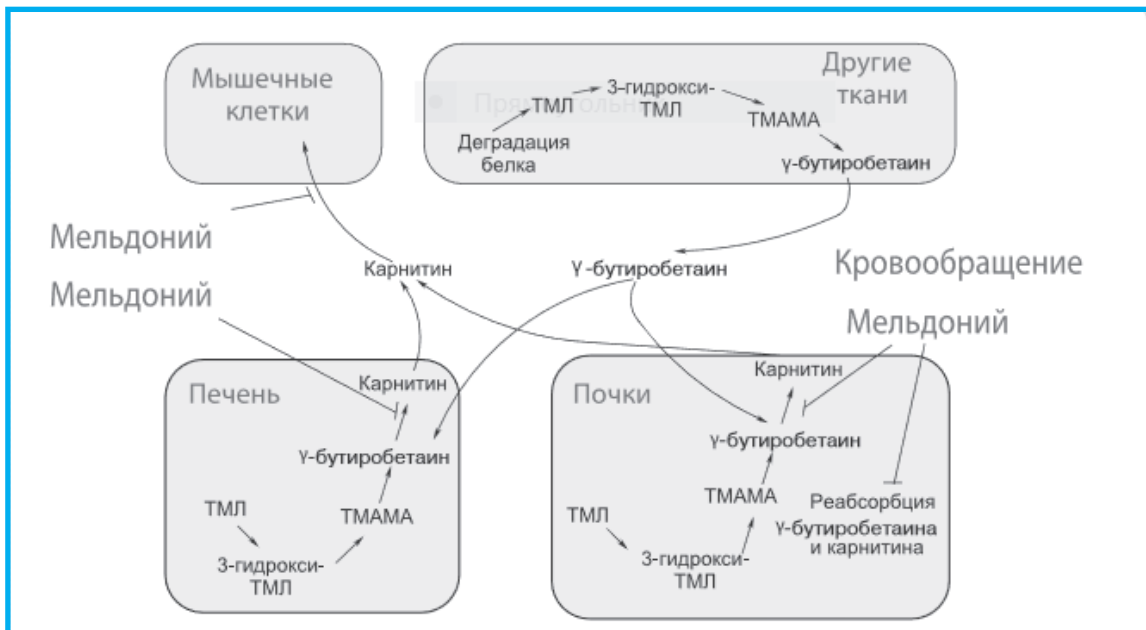 Мышечные
клетки
Другие
ткани
Прямоугольный
3-гидрокси-
ТМЛ
ТМЛ
ТМАМА
Деградация
белка
γ-бутиробетаин
Мельдоний
Карнитин
γ-бутиробетаин
Кровообращение
Мельдоний
Мельдоний
Печень
Карнитин
γ-бутиробетаин
ТМЛ
ТМАМА
3-гидрокси-
ТМЛ
Почки
Карнитин
γ-бутиробетаин
ТМАМА
ТМЛ
3-гидрокси-
ТМЛ
Реабсорбция
γ-бутиробетаина
и карнитина